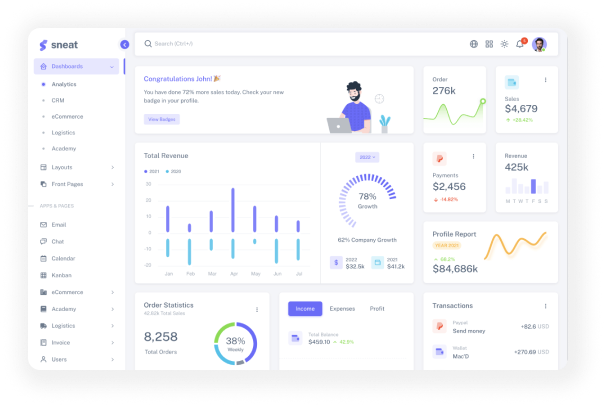 sneat
Search (Ctrl+/)
Dashboards
Analytics
CRM
eCommerce
Logistics
Academy
Layouts
Front Pages
APPS & PAGES
Email
Chat
Calendar
Kanban
eCommerce
Academy
Logistics
Invoice
Users
Congratulations John! 🎉
You have done 72% more sales today. Check your new
badge in your profile.
View Badges
Order
276k
Sales
$4,679
+28.42%
Total Revenue
2021
2020
30
20
10
0
-10
-20
Jan
Feb
Mar
Apr
May
Jun
Jul
2022
78%
Growth
62% Company Growth
2022
$32.5k
2021
$41.2k
Payments
$2,456
-14.82%
Revenue
425k
M T W T F S S
Profile Report
YEAR 2021
68.2%
$84,686k
Order Statistics
42.82k Total Sales
8,258
Total Orders
38%
Weekly
Income
Expenses
Profit
Total Balance
$459.10
42.9%
Transactions
Paypal
Send money
+82.6 USD
Wallet
Mac'D
+270.69 USD